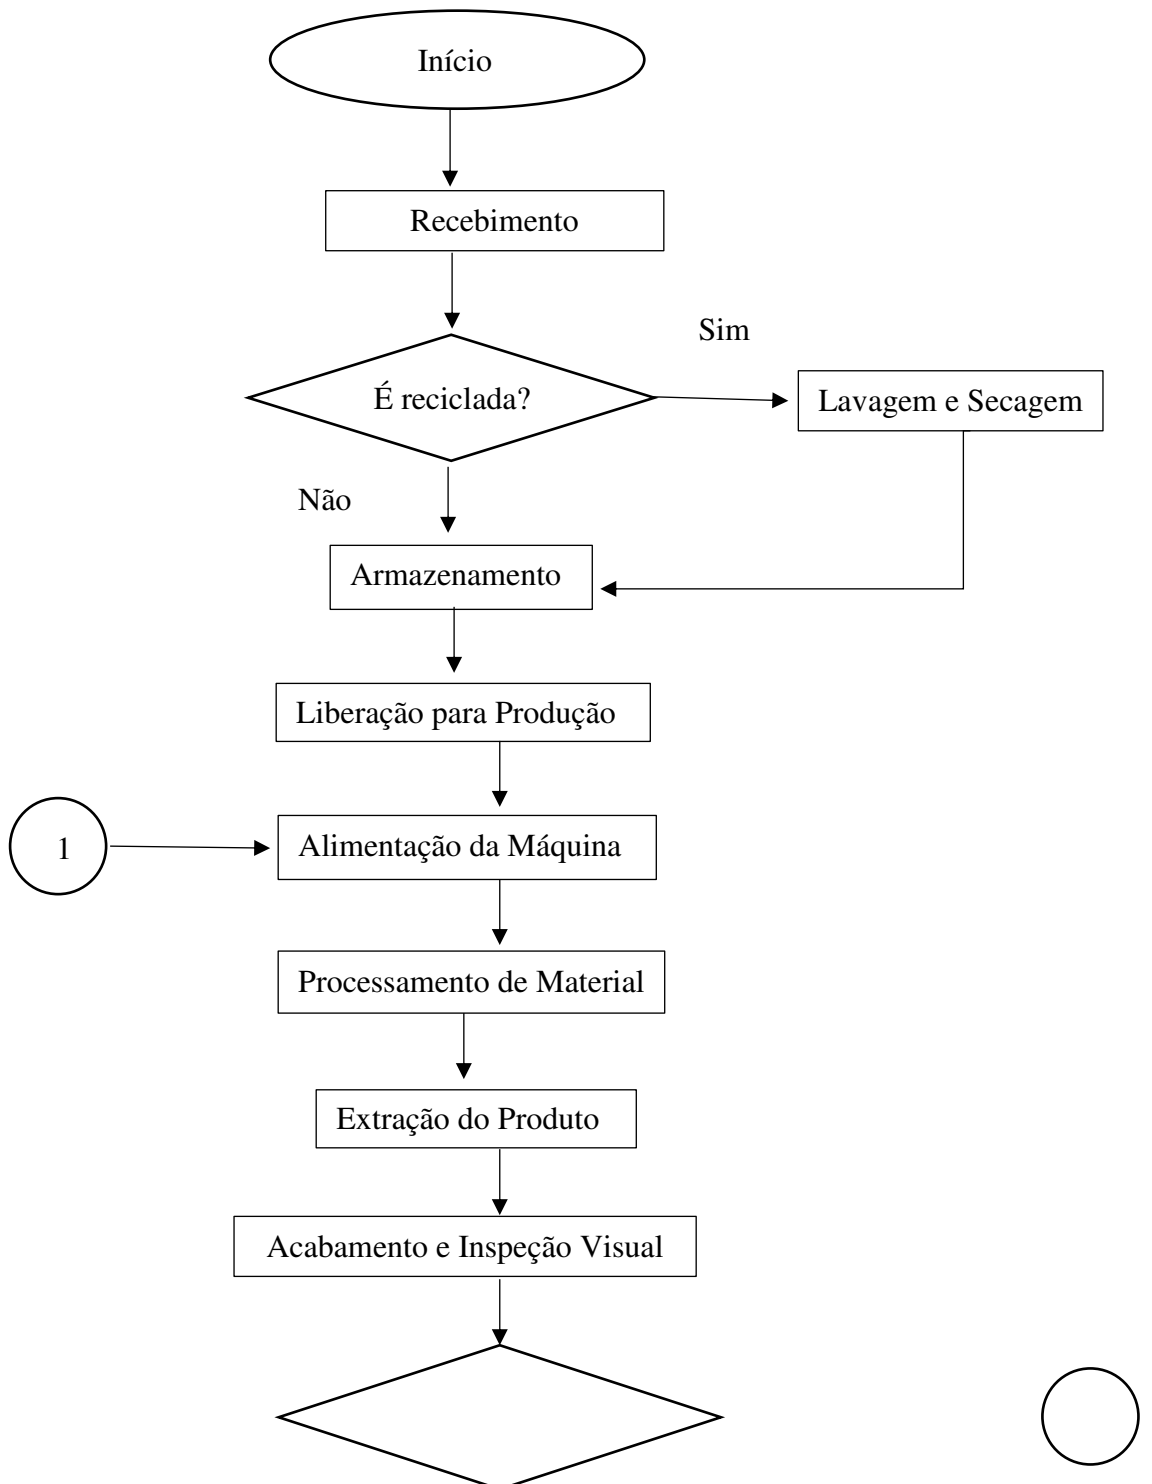 Início
Recebimento
Sim
É reciclada?
Lavagem e Secagem
Não
Armazenamento
Liberação para Produção
1
Alimentação da Máquina
Processamento de Material
Extração do Produto
Acabamento e Inspeção Visual